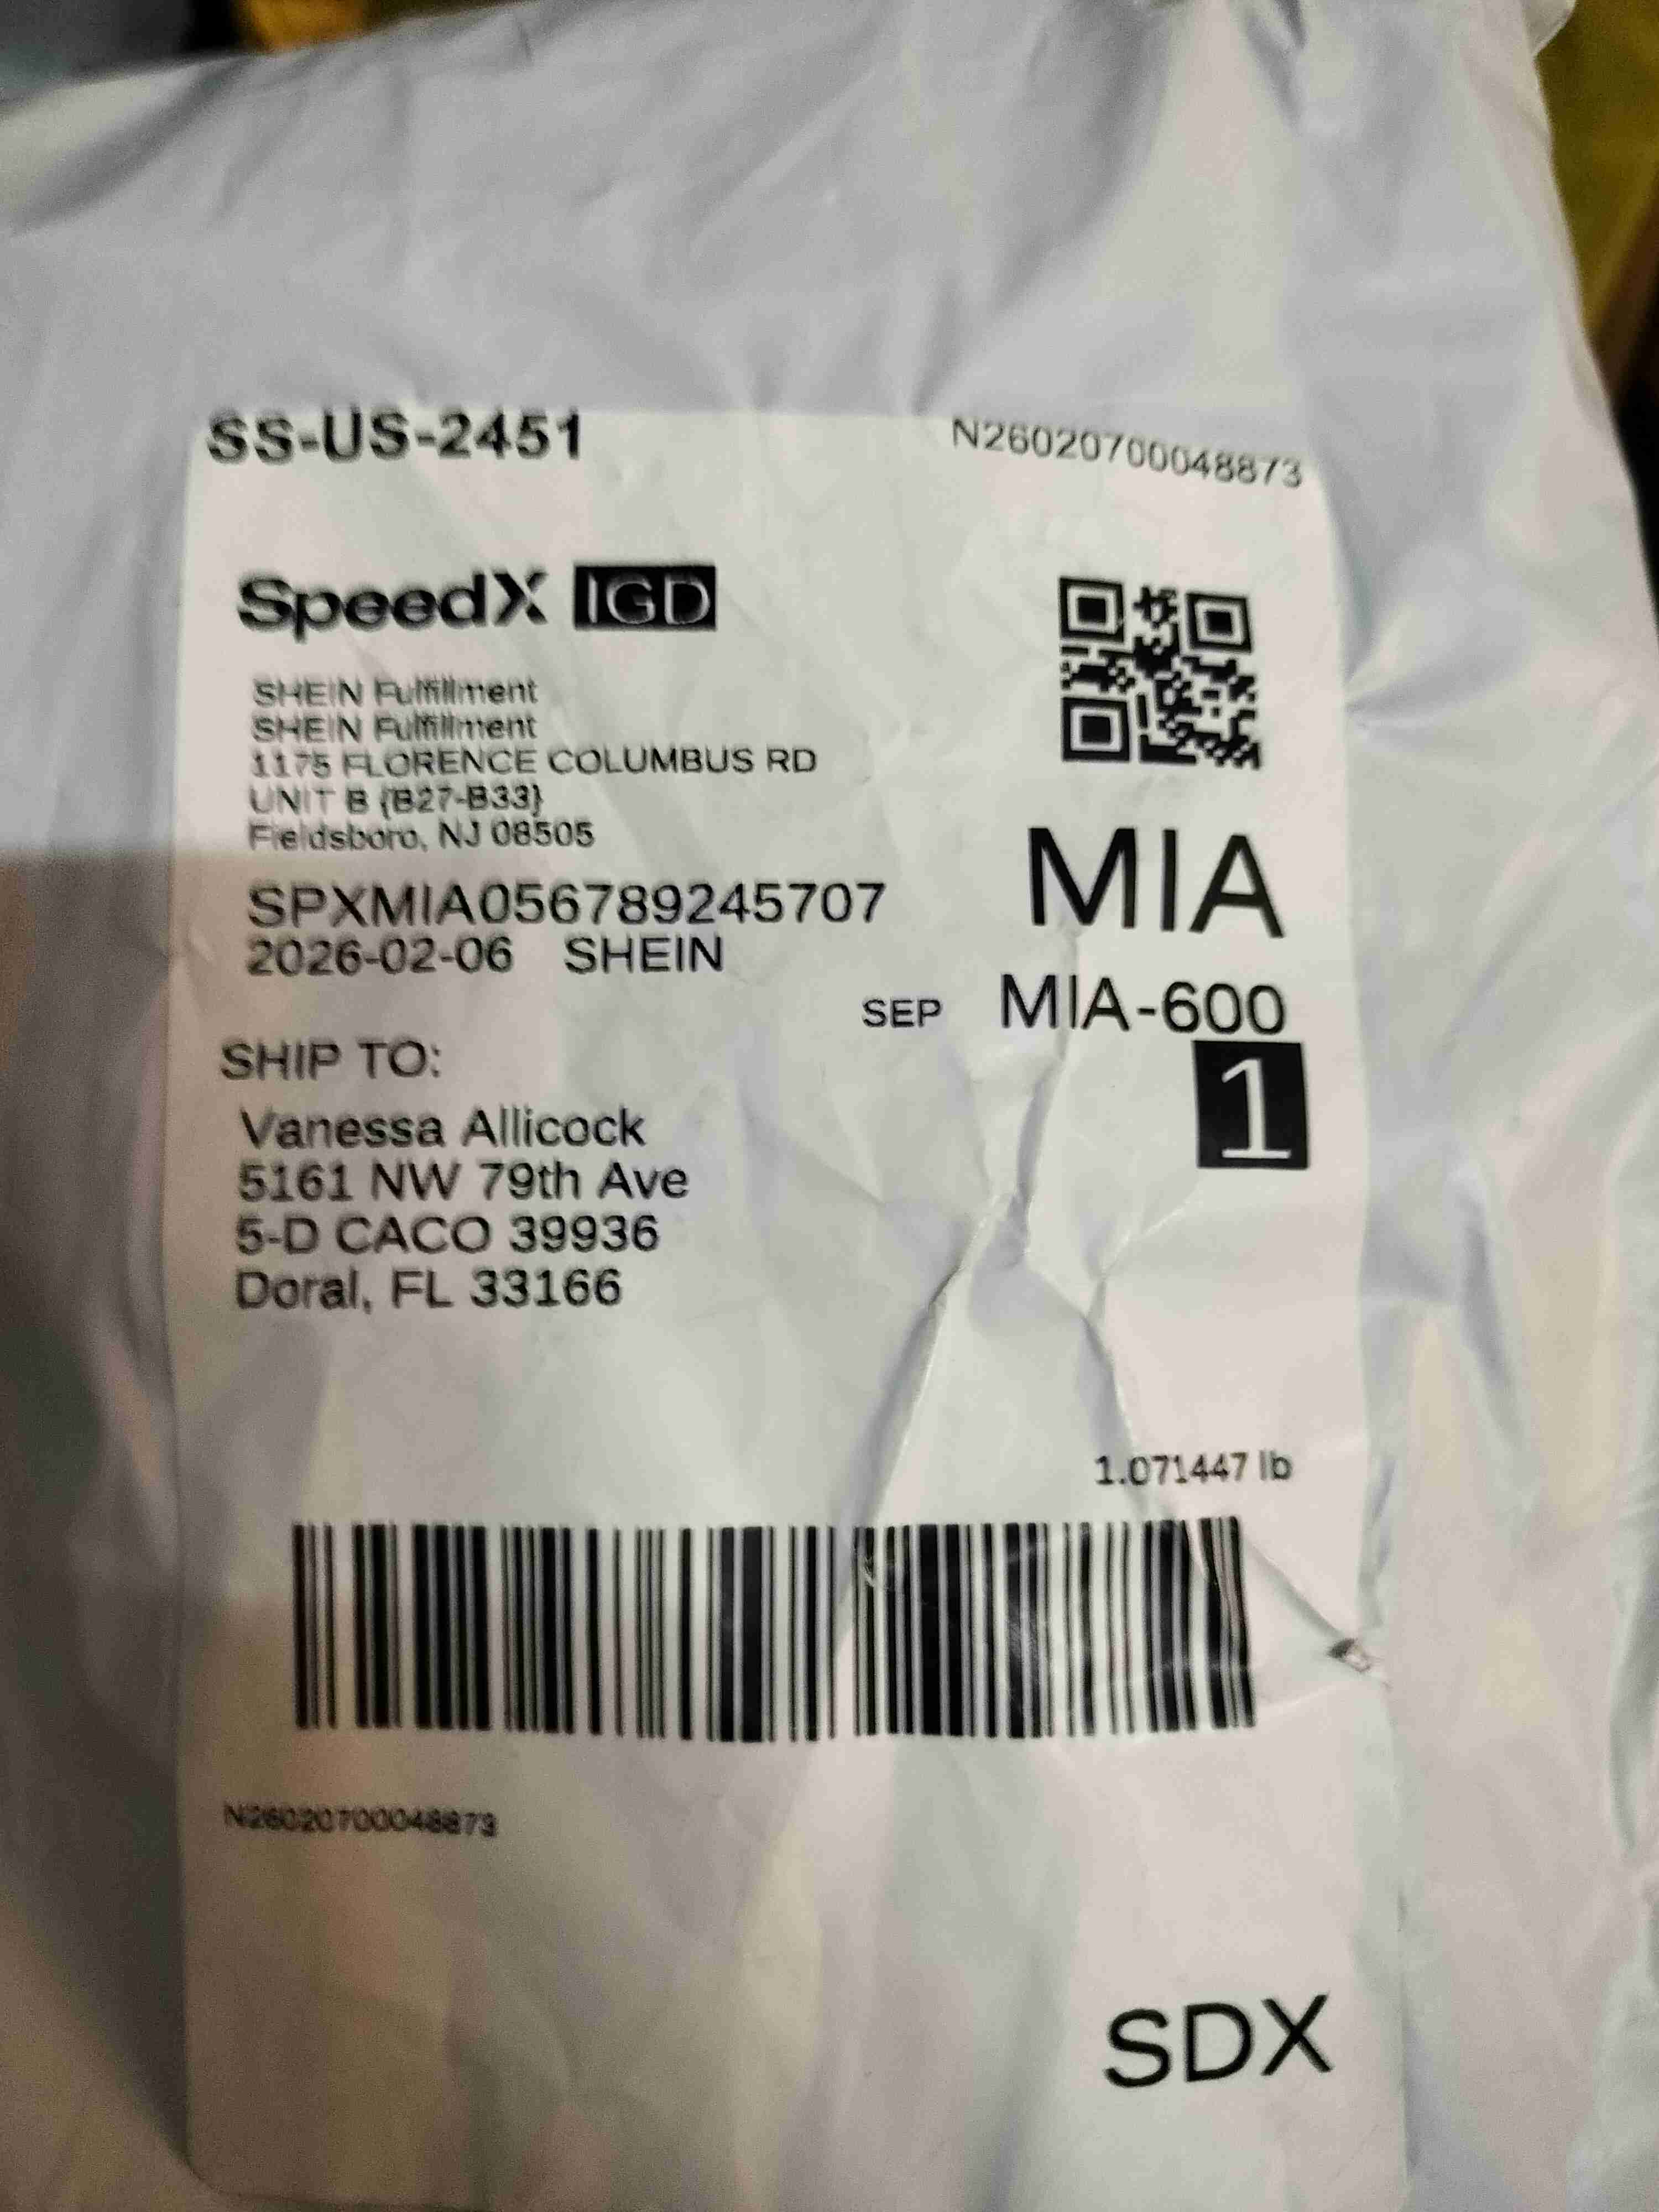 SS-US-2451
N26020700048873
SpeedX IGD
SHEIN Fulfillment
SHEIN Fulfillment
1175 FLORENCE COLUMBUS RD
UNIT B {B27-B33}
Fieldsboro, NJ 08505
SPXMIA056789245707
2026-02-06 SHEIN
MIA
SEP MIA-600
1
SHIP TO:
Vanessa Allicock
5161 NW 79th Ave
5-D CACO 39936
Doral, FL 33166
1.071447 lb
N26020700048873
SDX